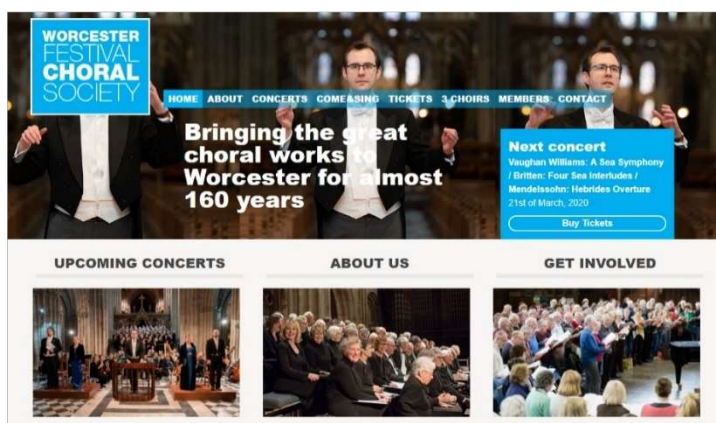 WORCESTER
FESTIVAL
CHORAL
SOCIETY
HOME ABOUT CONCERTS COME&SING TICKETS 3 CHOIRS MEMBERS CONTACT
Bringing the great
choral works to
Worcester for almost
160 years
Next concert
Vaughan Williams: A Sea Symphony
/ Britten: Four Sea Interludes /
Mendelssohn: Hebrides Overture
21st of March, 2020
Buy Tickets
UPCOMING CONCERTS
ABOUT US
GET INVOLVED